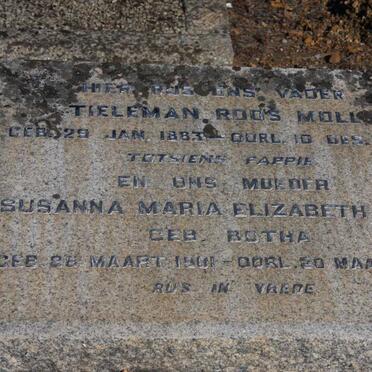 HIER RUS ONS VADER
TIELEMAN ROOS MOLL
GEB. 29 JAN. 1883 - OORL. 10 DES.
TOTSIENS PAPPIE
EN ONS MOEDER
SUSANNA MARIA ELIZABETH
GEB BOTHA
GEB. 26 MAART 1901 - OORL. 20 MAA
RUS IN VREDE